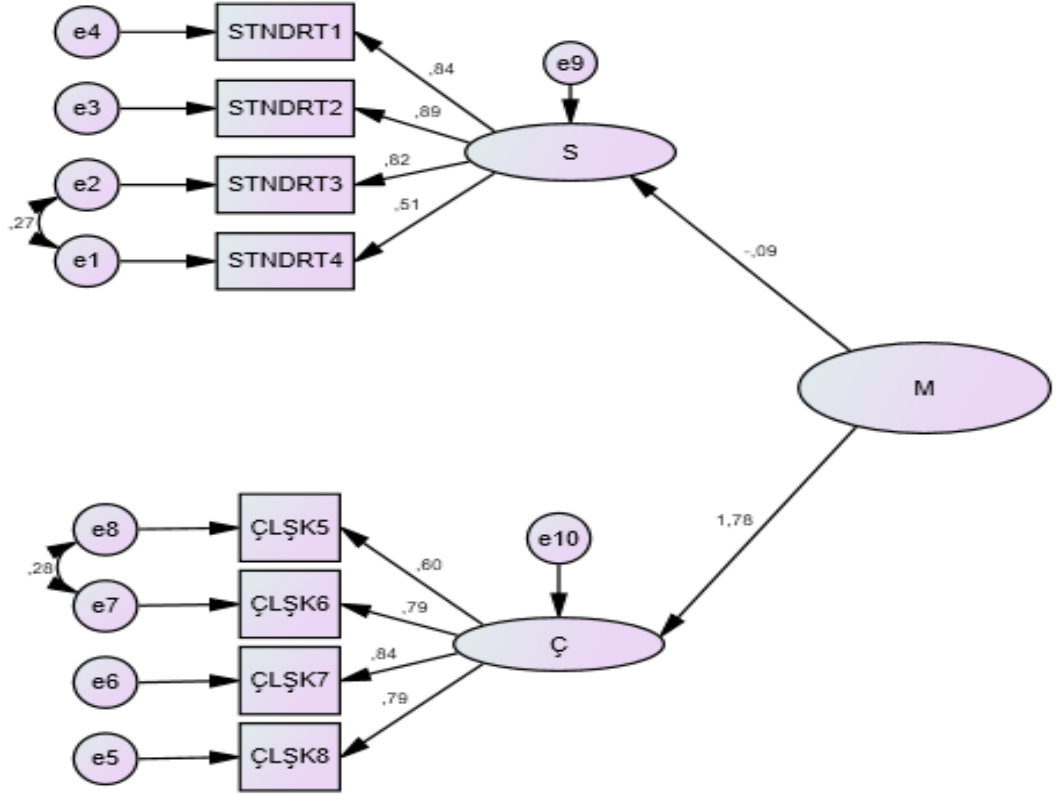 e4
STNDRT1
,84
e9
e3
STNDRT2
,89
S
e2
STNDRT3
,82
,27
e1
STNDRT4
,51
-,09
M
1,78
e8
ÇLŞK5
,60
e10
,28
e7
ÇLŞK6
,79
Ç
e6
ÇLŞK7
,84
e5
ÇLŞK8
,79